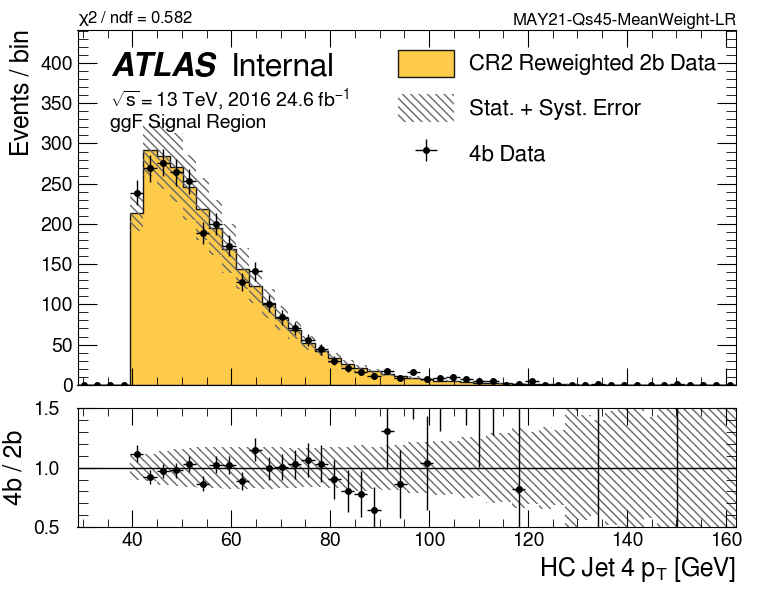 χ² / ndf = 0.582
MAY21-Qs45-MeanWeight-LR
ATLAS Internal
√s = 13 TeV, 2016 24.6 fb⁻¹
ggF Signal Region
CR2 Reweighted 2b Data
Stat. + Syst. Error
4b Data
Events / bin
400
350
300
250
200
150
100
50
0
4b / 2b
1.5
1.0
0.5
40 60 80 100 120 140 160
HC Jet 4 p_T [GeV]